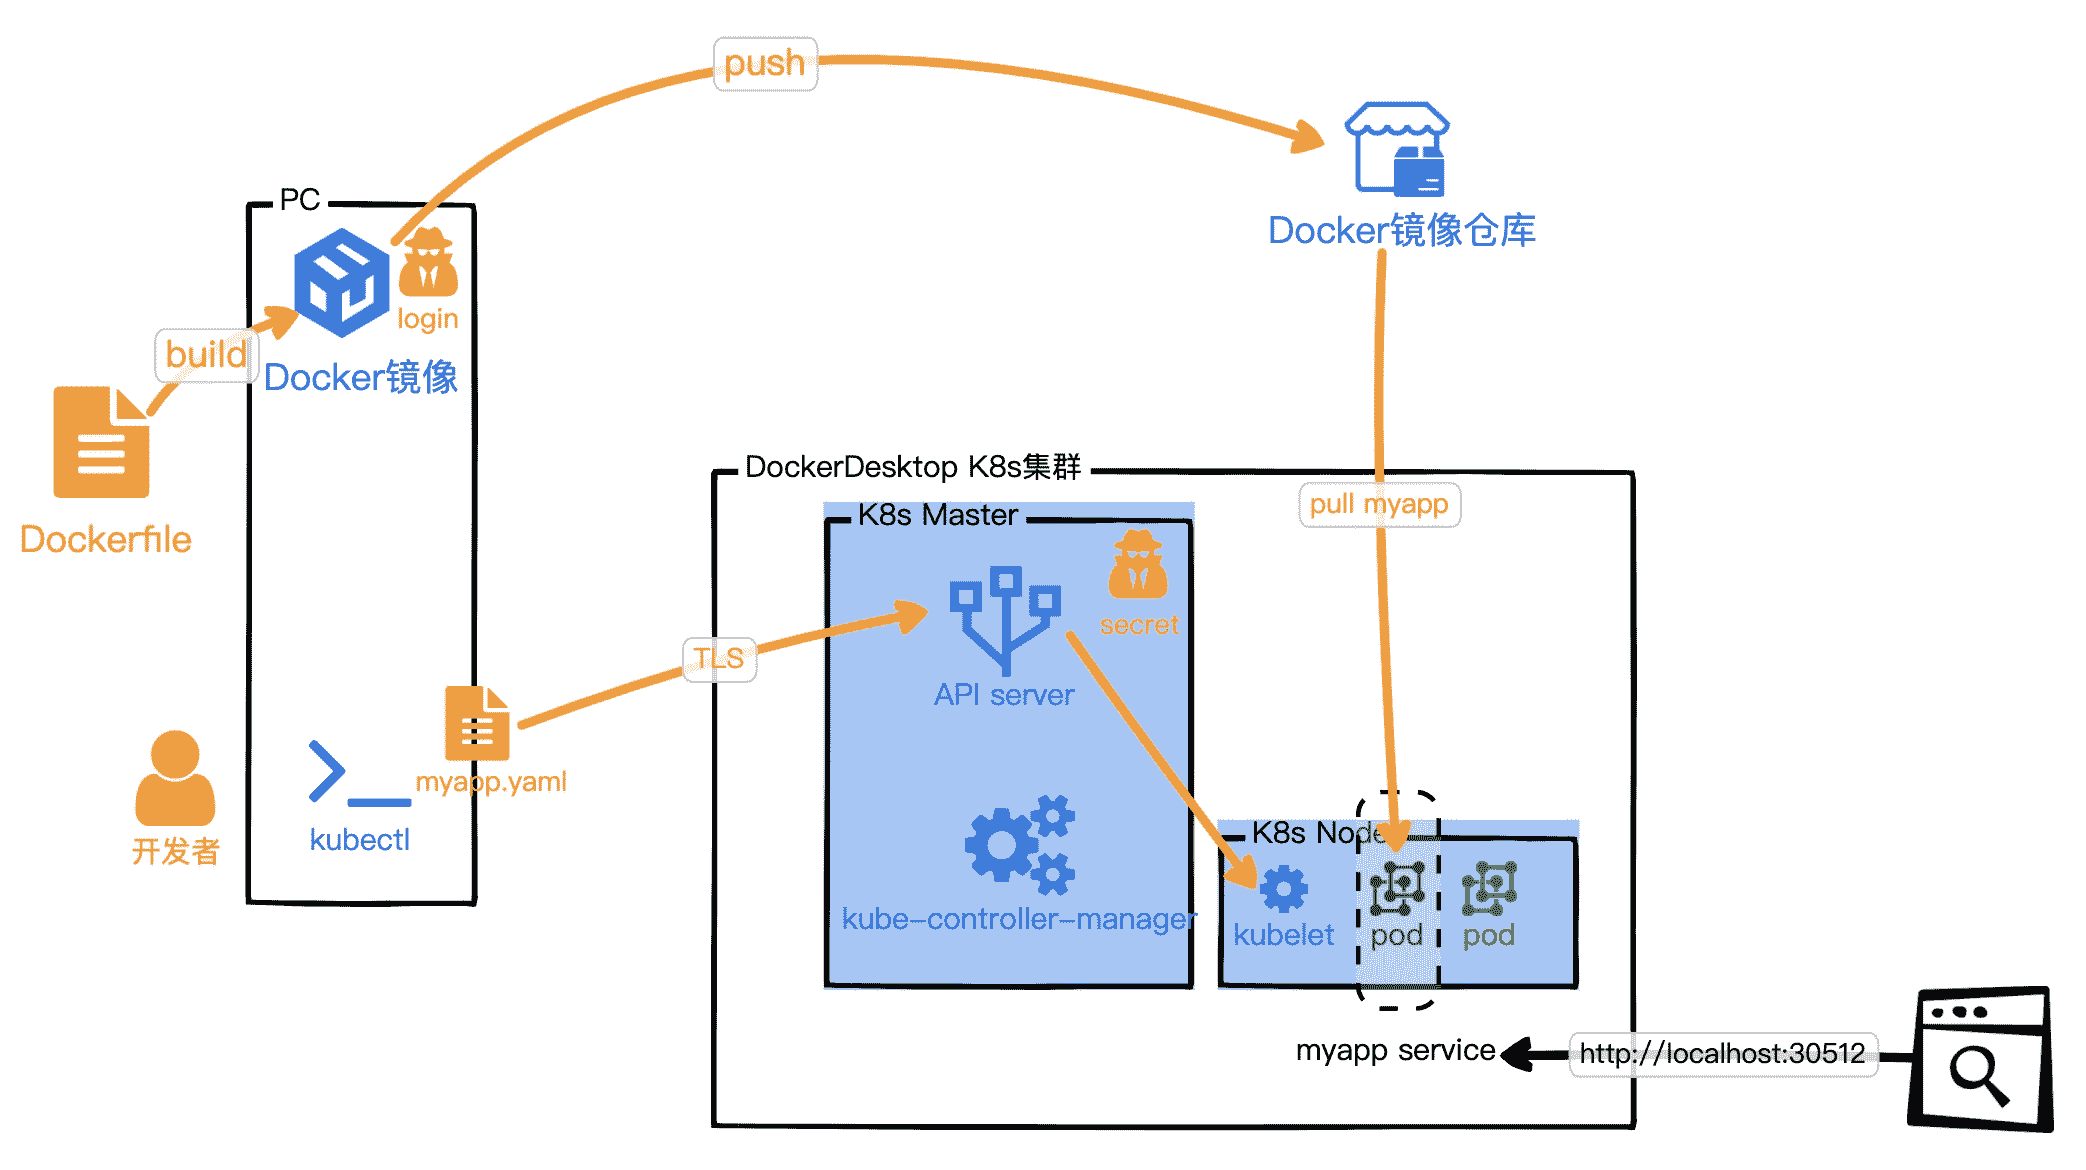 push
Docker镜像仓库
PC
login
build
Docker镜像
Dockerfile
DockerDesktop K8s集群
K8s Master
pull myapp
secret
TLS
API server
myapp.yaml
kubectl
开发者
kube-controller-manager
K8s Node
kubelet
pod
pod
myapp service
http://localhost:30512